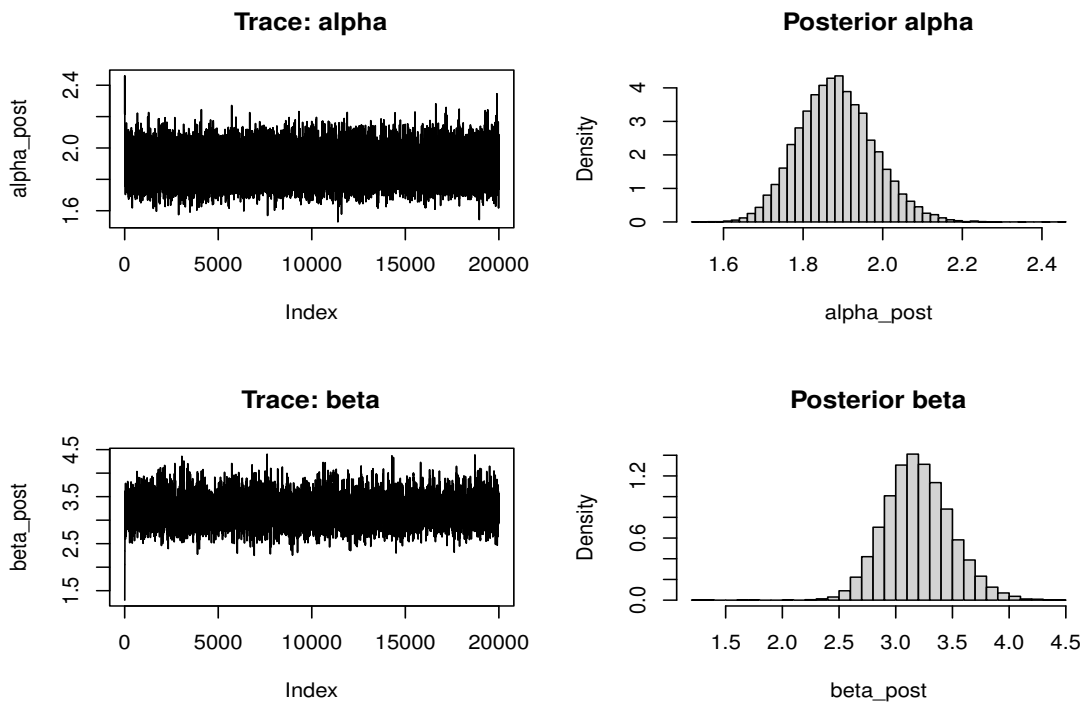 Trace: alpha
alpha_post
1.6 2.0 2.4
0 5000 10000 15000 20000
Index
Posterior alpha
Density
0 1 2 3 4
1.6 1.8 2.0 2.2 2.4
alpha_post
Trace: beta
beta_post
1.5 2.5 3.5 4.5
0 5000 10000 15000 20000
Index
Posterior beta
Density
0.0 0.6 1.2
1.5 2.0 2.5 3.0 3.5 4.0 4.5
beta_post